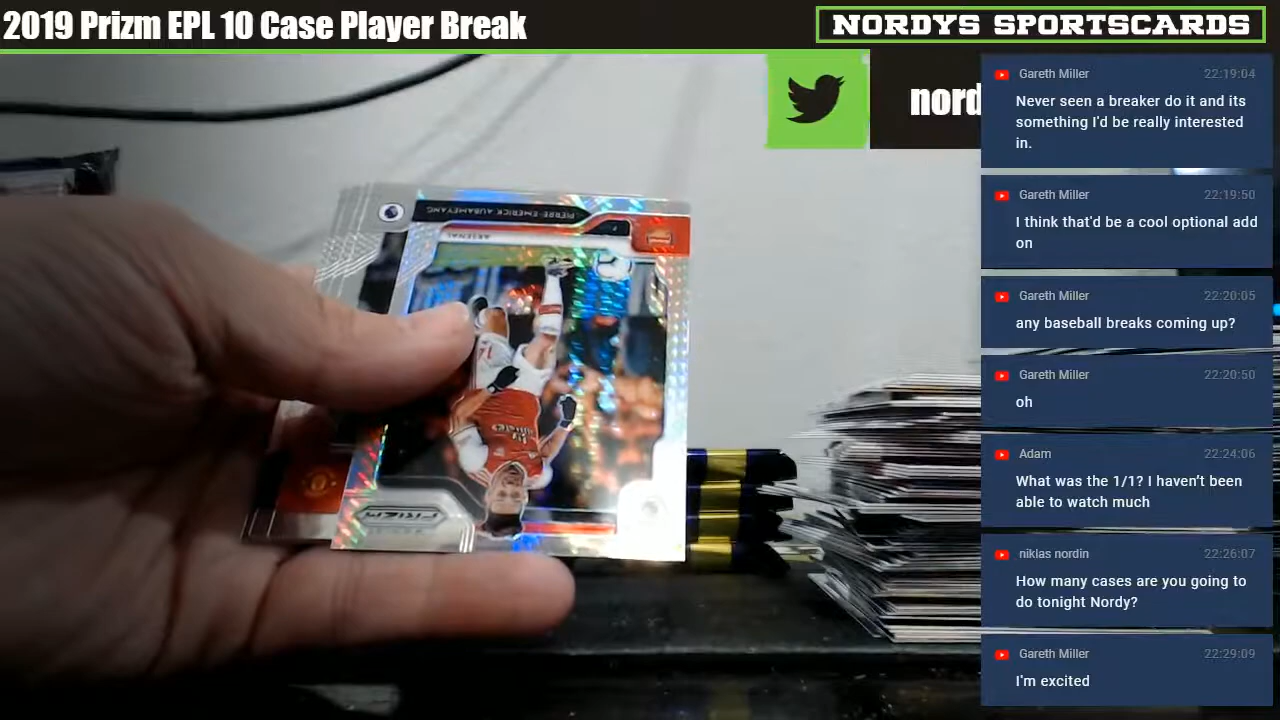 2019 Prizm EPL 10 Case Player Break
NORDYS SPORTSCARDS
nord
Gareth Miller 22:19:04
Never seen a breaker do it and its
something I'd be really interested
in.
Gareth Miller 22:19:50
I think that'd be a cool optional add
on
Gareth Miller 22:20:05
any baseball breaks coming up?
Gareth Miller 22:20:50
oh
Adam 22:24:06
What was the 1/1? I haven't been
able to watch much
niklas nordin 22:26:07
How many cases are you going to
do tonight Nordy?
Gareth Miller 22:29:09
I'm excited
PIERRE-EMERICK AUBAMEYANG
ARSENAL
14
PRIZM